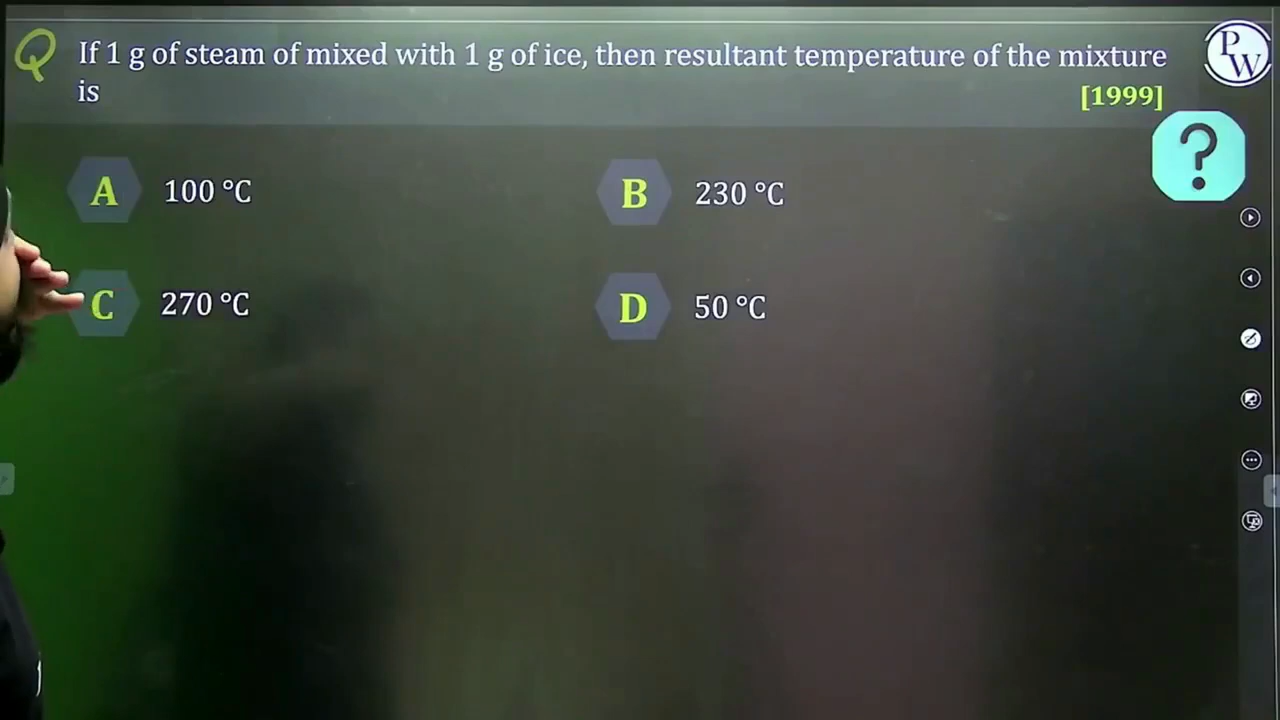 Q If 1 g of steam of mixed with 1 g of ice, then resultant temperature of the mixture
is [1999]
PW
?
A 100 °C B 230 °C
C 270 °C D 50 °C